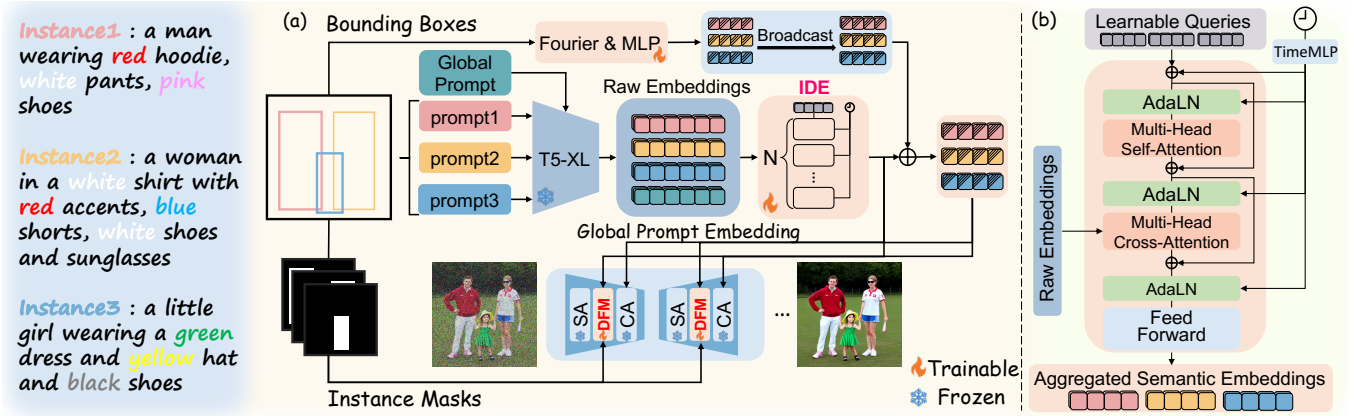 Instance1 : a man
wearing red hoodie,
white pants, pink
shoes
Instance2 : a woman
in a white shirt with
red accents, blue
shorts, white shoes
and sunglasses
Instance3 : a little
girl wearing a green
dress and yellow hat
and black shoes
(a)
Bounding Boxes
Fourier & MLP
Broadcast
Global
Prompt
prompt1
prompt2
prompt3
T5-XL
Raw Embeddings
IDE
N
...
Global Prompt Embedding
SA
DFM
CA
SA
DFM
CA
...
Instance Masks
Trainable
Frozen
(b)
Learnable Queries
TimeMLP
AdaLN
Multi-Head
Self-Attention
AdaLN
Multi-Head
Cross-Attention
AdaLN
Feed
Forward
Raw Embeddings
Aggregated Semantic Embeddings